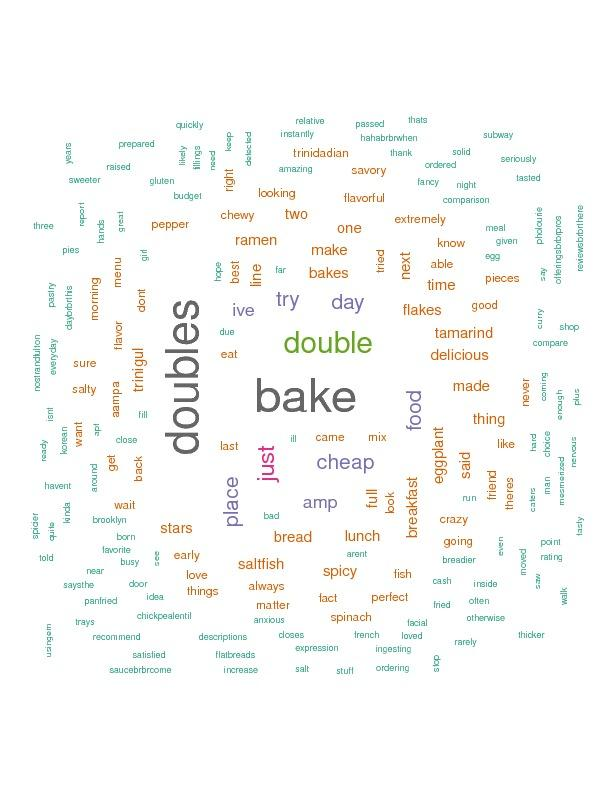 quickly
relative
passed
thats
instantly
hahabrbrwhen
subway
years
prepared
likely
fillings
need
keep
detected
trinidadian
thank
solid
seriously
raised
amazing
savory
ordered
sweeter
gluten
right
looking
fancy
night
tasted
budget
flavorful
comparison
three
report
hands
great
pepper
chewy
two
one
extremely
meal
given
pholourie
offeringsbrbrpros
reviewsbrbrthere
pies
girl
ramen
make
tried
next
know
egg
hope
best
line
far
bakes
able
time
pieces
say
pastry
daybrbrthis
morning
menu
dont
ive
try
day
flakes
good
curry
shop
nostrandfulton
everyday
flavor
trinigul
doubles
due
double
tamarind
compare
sure
eat
delicious
salty
aampa
bake
made
never
coming
enough
plus
isnt
fill
food
thing
ready
korean
want
apt
close
last
just
ill
came
mix
like
hard
choice
nervous
around
get
back
cheap
eggplant
said
friend
theres
havent
place
amp
full
look
breakfast
run
eaters
man
mesmerized
spicier
quite
kinda
wait
bad
crazy
tasty
brooklyn
stars
born
bread
lunch
going
even
point
favorite
told
busy
see
early
saltfish
arent
breadier
moved
rating
near
love
spicy
fish
saysthe
door
things
always
cash
inside
saw
walk
panfried
idea
matter
fact
perfect
fried
often
trays
chickpealentil
anxious
spinach
facial
otherwise
usingem
recommend
descriptions
closes
french
loved
rarely
thicker
satisfied
flatbreads
expression
ingesting
saucebrbrcome
increase
salt
stuff
ordering
stop